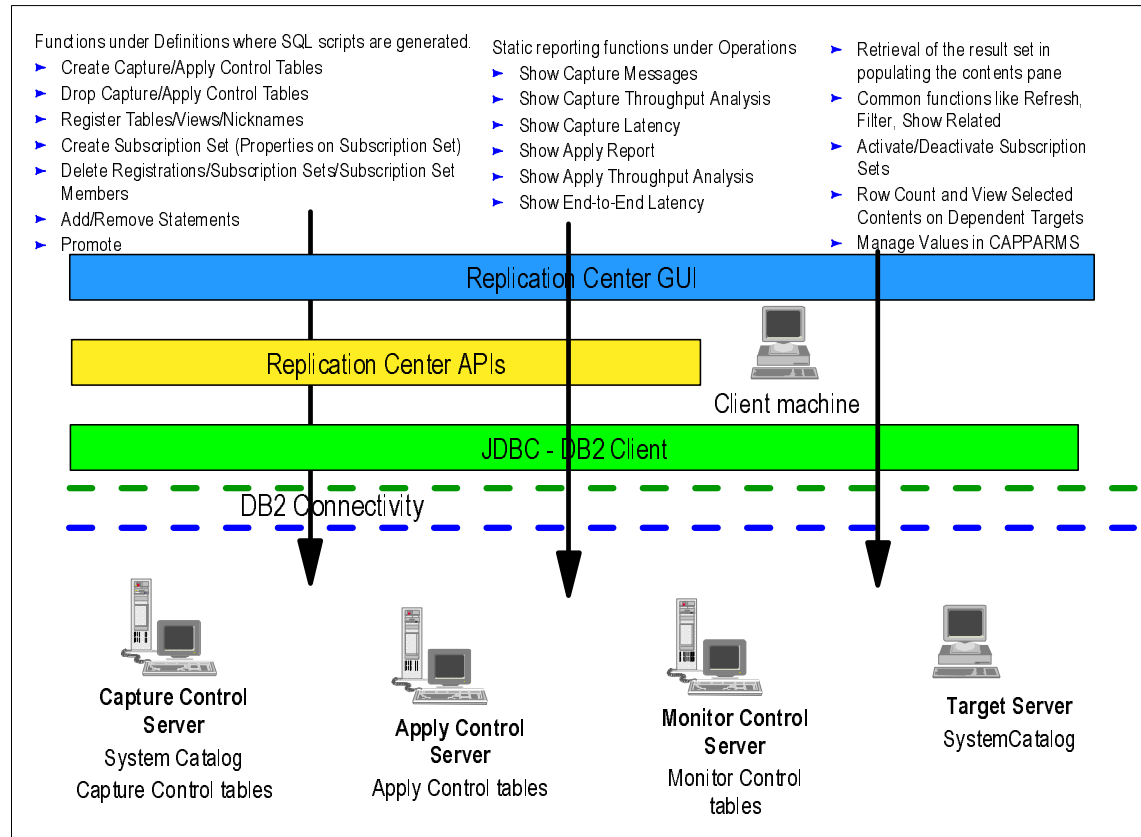 Functions under Definitions where SQL scripts are generated.
Create Capture/Apply Control Tables
Drop Capture/Apply Control Tables
Register Tables/Views/Nicknames
Create Subscription Set (Properties on Subscription Set)
Delete Registrations/Subscription Sets/Subscription Set
Members
Add/Remove Statements
Promote
Static reporting functions under Operations
Show Capture Messages
Show Capture Throughput Analysis
Show Capture Latency
Show Apply Report
Show Apply Throughput Analysis
Show End-to-End Latency
Retrieval of the result set in
populating the contents pane
Common functions like Refresh,
Filter, Show Related
Activate/Deactivate Subscription
Sets
Row Count and View Selected
Contents on Dependent Targets
Manage Values in CAPPARMS
Replication Center GUI
Replication Center APIs
Client machine
JDBC - DB2 Client
DB2 Connectivity
Capture Control
Server
System Catalog
Capture Control tables
Apply Control
Server
Apply Control tables
Monitor Control
Server
Monitor Control
tables
Target Server
SystemCatalog